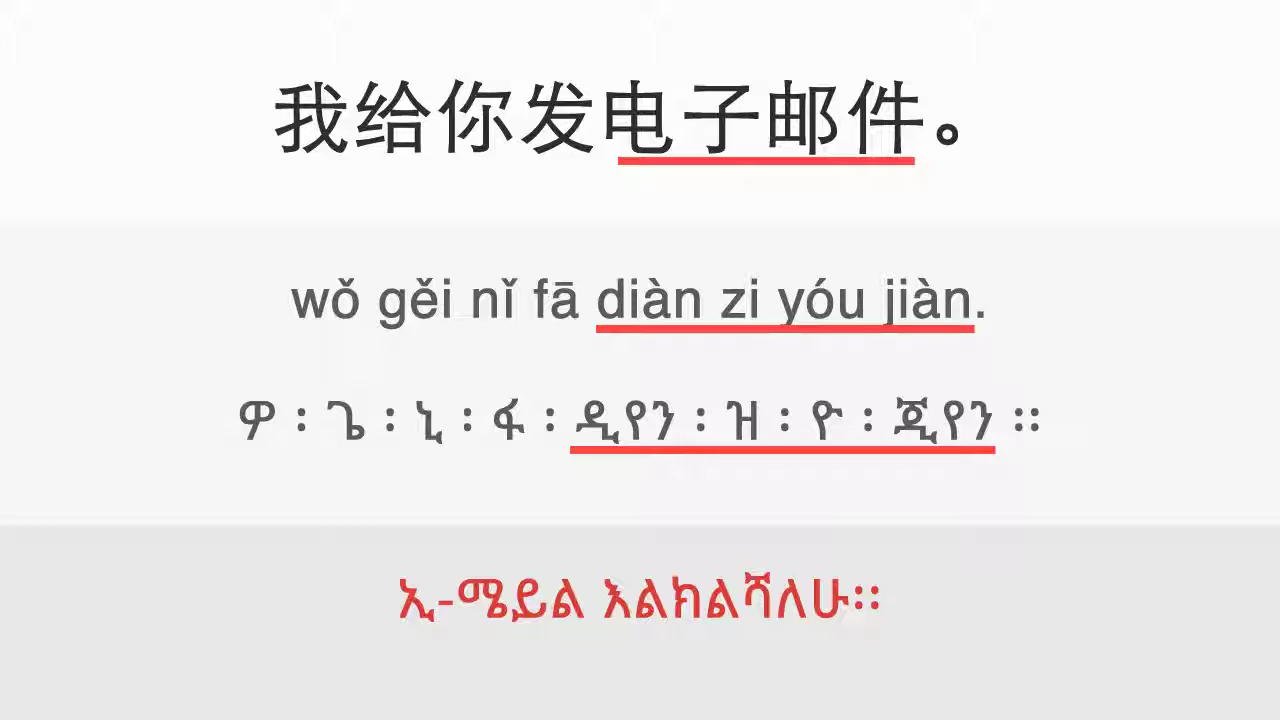 我给你发电子邮件。
wǒ gěi nǐ fā diàn zi yóu jiàn.
ዎ ፡ ጌ ፡ ኒ ፡ ፋ ፡ ዲየን ፡ ዝ ፡ ዮ ፡ ጂየን ።
ኢ-ሜይል እልክልሻለሁ።